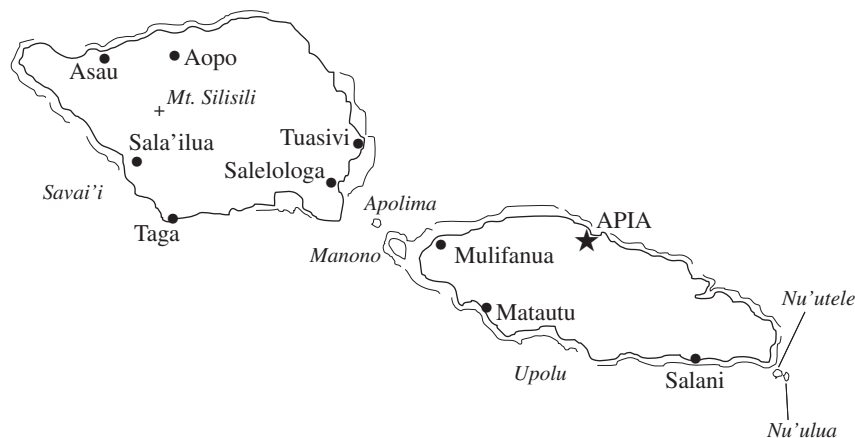 Asau
Aopo
Mt. Silisili
Tuasivi
Sala'ilua
Salelologa
Savai'i
Taga
Apolima
Manono
APIA
Mulifanua
Matautu
Nu'utele
Upolu
Salani
Nu'ulua